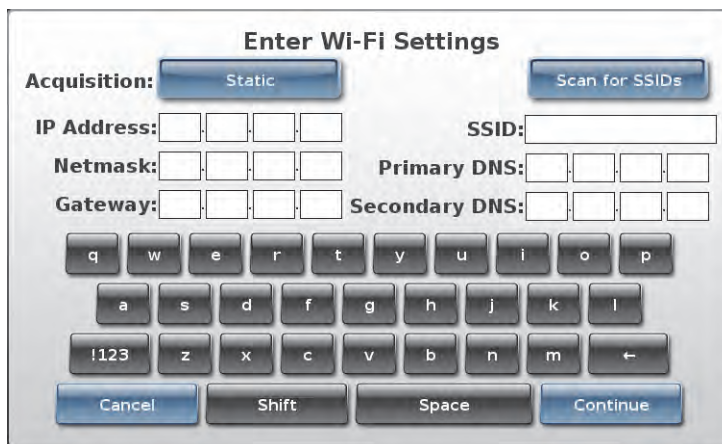 Enter Wi-Fi Settings
Acquisition: Static Scan for SSIDs
IP Address: . . . SSID:
Netmask: . . . Primary DNS: . . .
Gateway: . . . Secondary DNS: . . .
q w e r t y u i o p
a s d f g h j k l
!123 z x c v b n m ←
Cancel Shift Space Continue